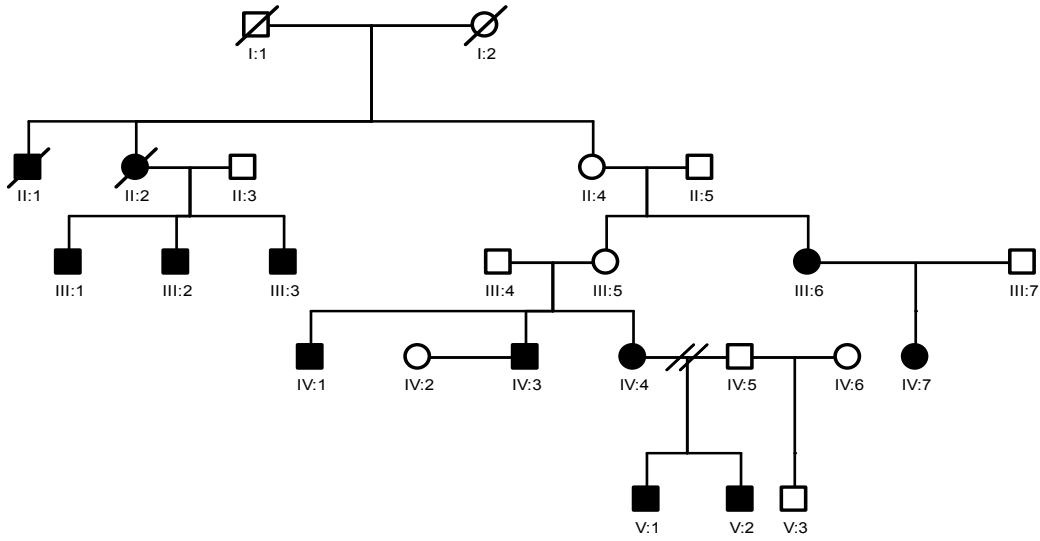 I:1 I:2
II:1 II:2 II:3 II:4 II:5
III:1 III:2 III:3 III:4 III:5 III:6 III:7
IV:1 IV:2 IV:3 IV:4 IV:5 IV:6 IV:7
V:1 V:2 V:3